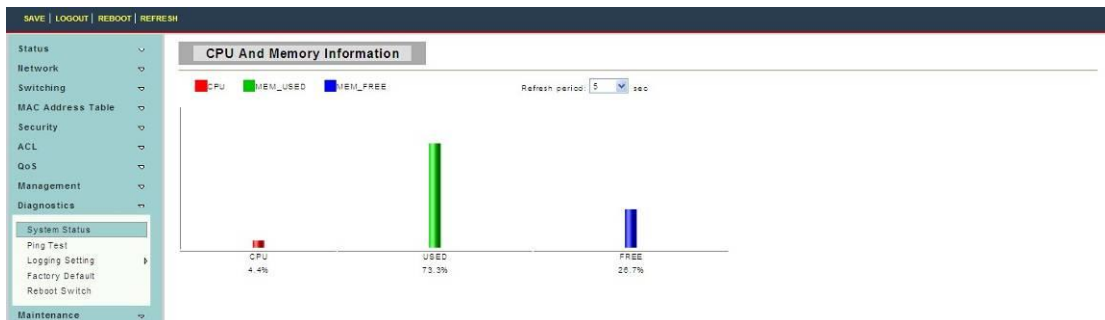 SAVE | LOGOUT | REBOOT | REFRESH
Status
Network
Switching
MAC Address Table
Security
ACL
QoS
Management
Diagnostics
System Status
Ping Test
Logging Setting
Factory Default
Reboot Switch
Maintenance
CPU And Memory Information
CPU MEM_USED MEM_FREE Refresh period: 5 sec
CPU USED FREE
4.4% 73.3% 26.7%